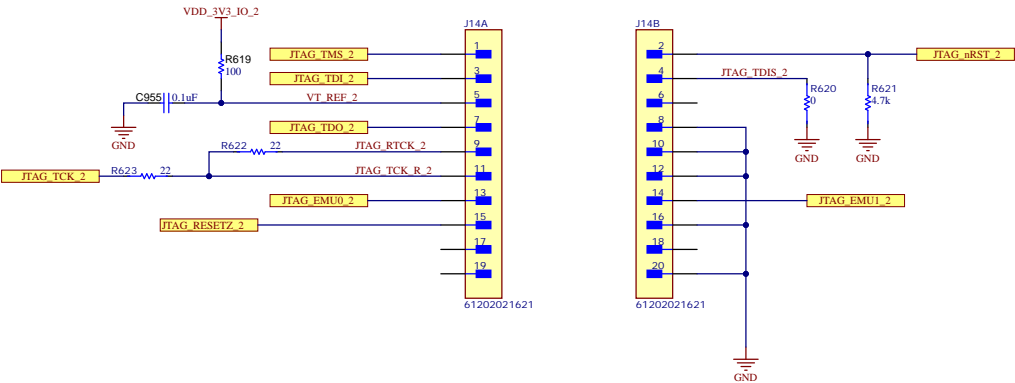 VDD_3V3_IO_2
J14A
J14B
1
JTAG_TMS_2
2
JTAG_nRST_2
R619
100
3
JTAG_TDI_2
4
JTAG_TDIS_2
R620
0
R621
4.7k
C955
0.1uF
VT_REF_2
5
6
GND
JTAG_TDO_2
7
8
GND
GND
R622
22
JTAG_RTCK_2
9
10
JTAG_TCK_2
R623
22
JTAG_TCK_R_2
11
12
JTAG_EMU0_2
13
14
JTAG_EMU1_2
JTAG_RESETZ_2
15
16
17
18
19
20
61202021621
61202021621
GND